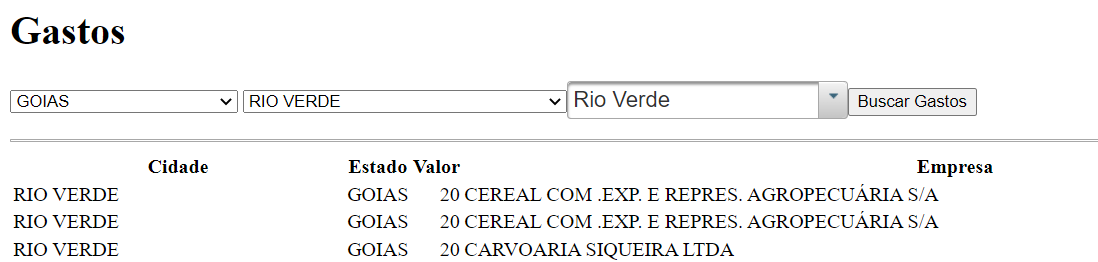 Gastos
GOIAS RIO VERDE Rio Verde Buscar Gastos
Cidade Estado Valor Empresa
RIO VERDE GOIAS 20 CEREAL COM .EXP. E REPRES. AGROPECUÁRIA S/A
RIO VERDE GOIAS 20 CEREAL COM .EXP. E REPRES. AGROPECUÁRIA S/A
RIO VERDE GOIAS 20 CARVOARIA SIQUEIRA LTDA